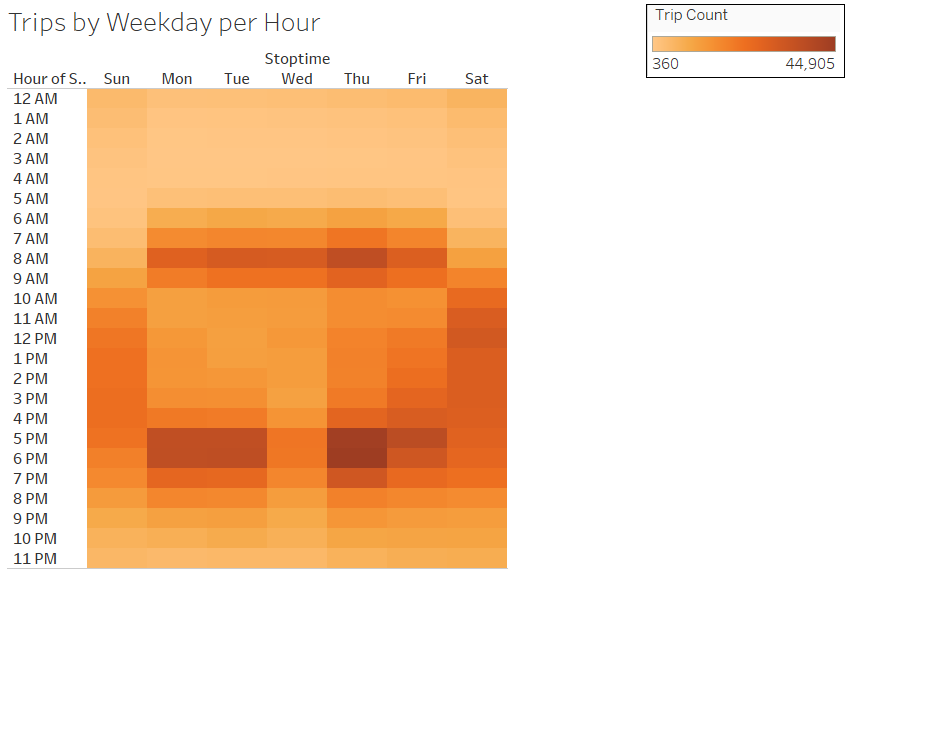 Trips by Weekday per Hour
Trip Count
360 44,905
Stoptime
Hour of S.. Sun Mon Tue Wed Thu Fri Sat
12 AM
1 AM
2 AM
3 AM
4 AM
5 AM
6 AM
7 AM
8 AM
9 AM
10 AM
11 AM
12 PM
1 PM
2 PM
3 PM
4 PM
5 PM
6 PM
7 PM
8 PM
9 PM
10 PM
11 PM